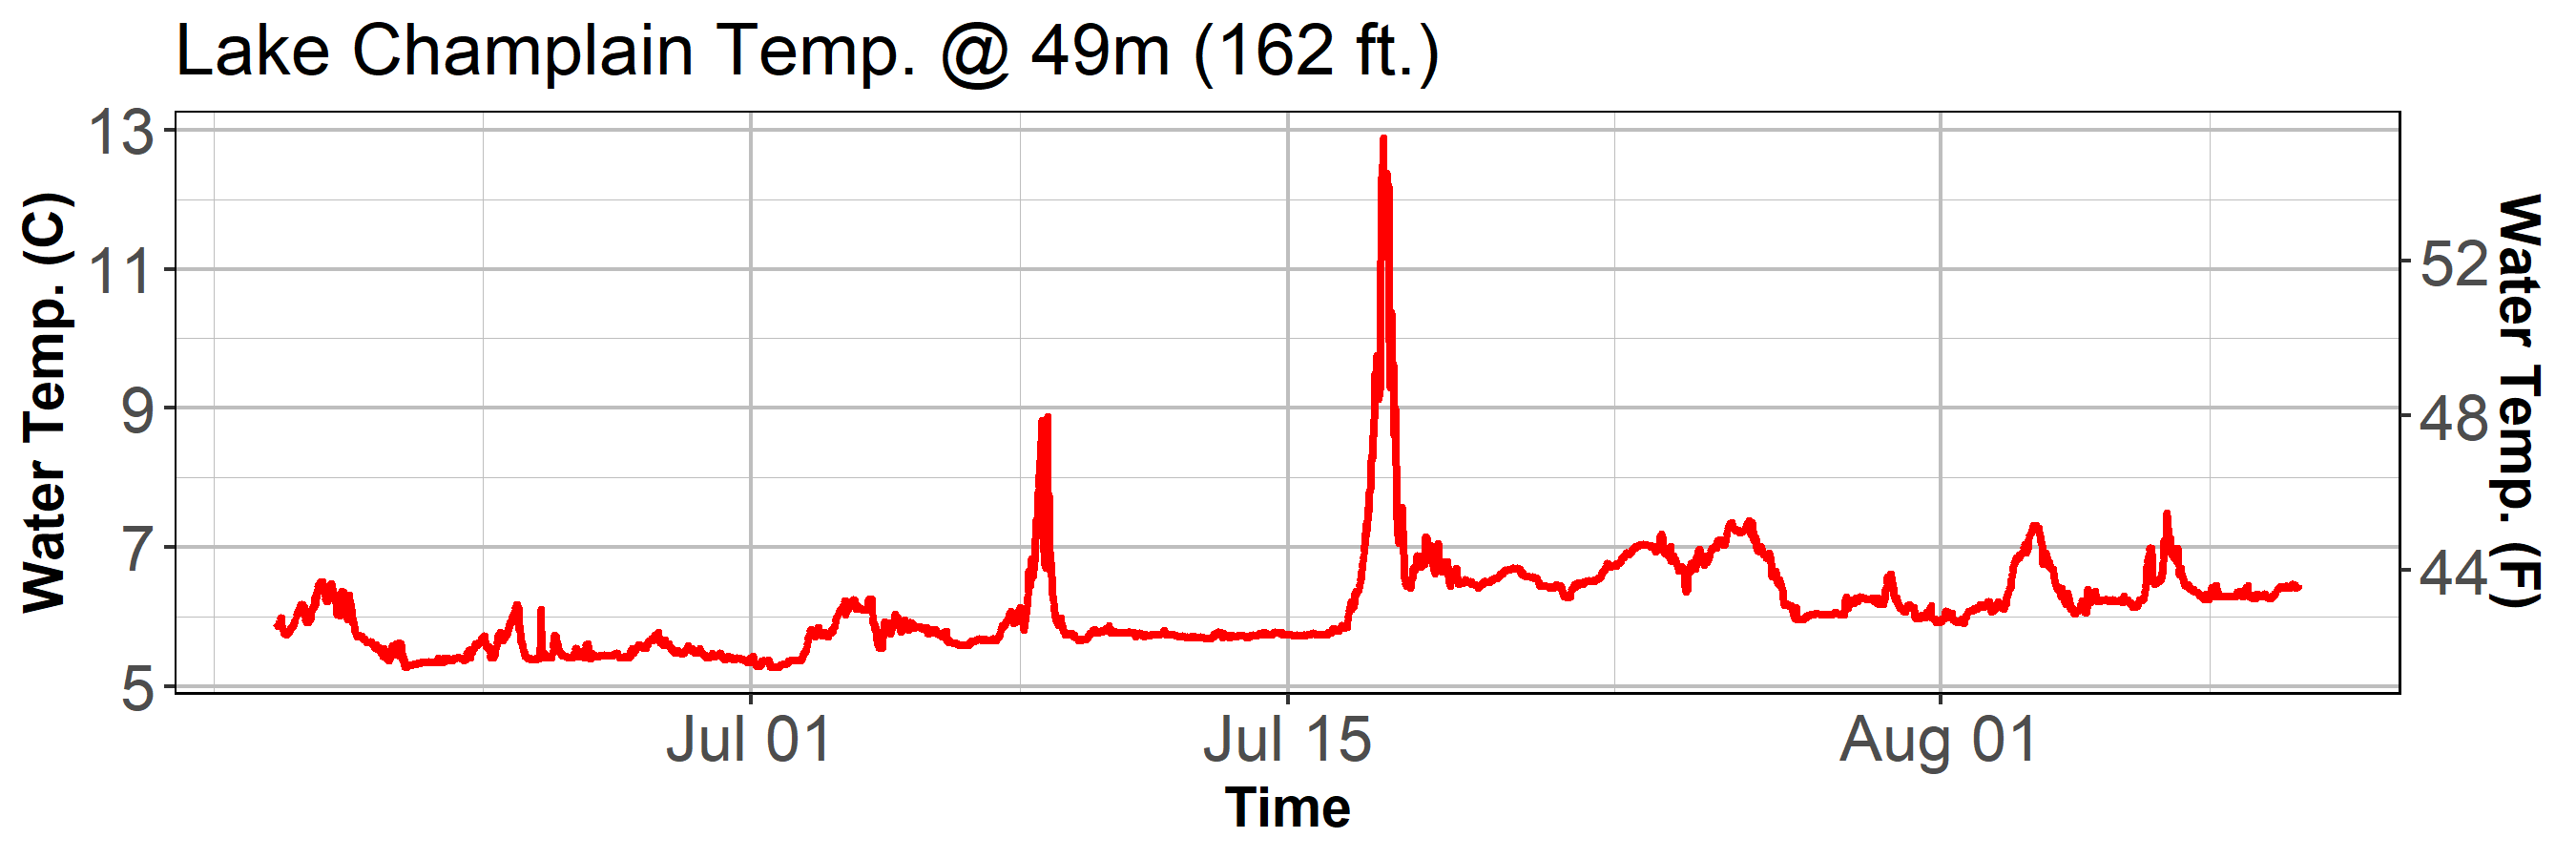 Lake Champlain Temp. @ 49m (162 ft.)
Water Temp. (C)
13
11
9
7
5
52
48
44
Water Temp. (F)
Jul 01 Jul 15 Aug 01
Time